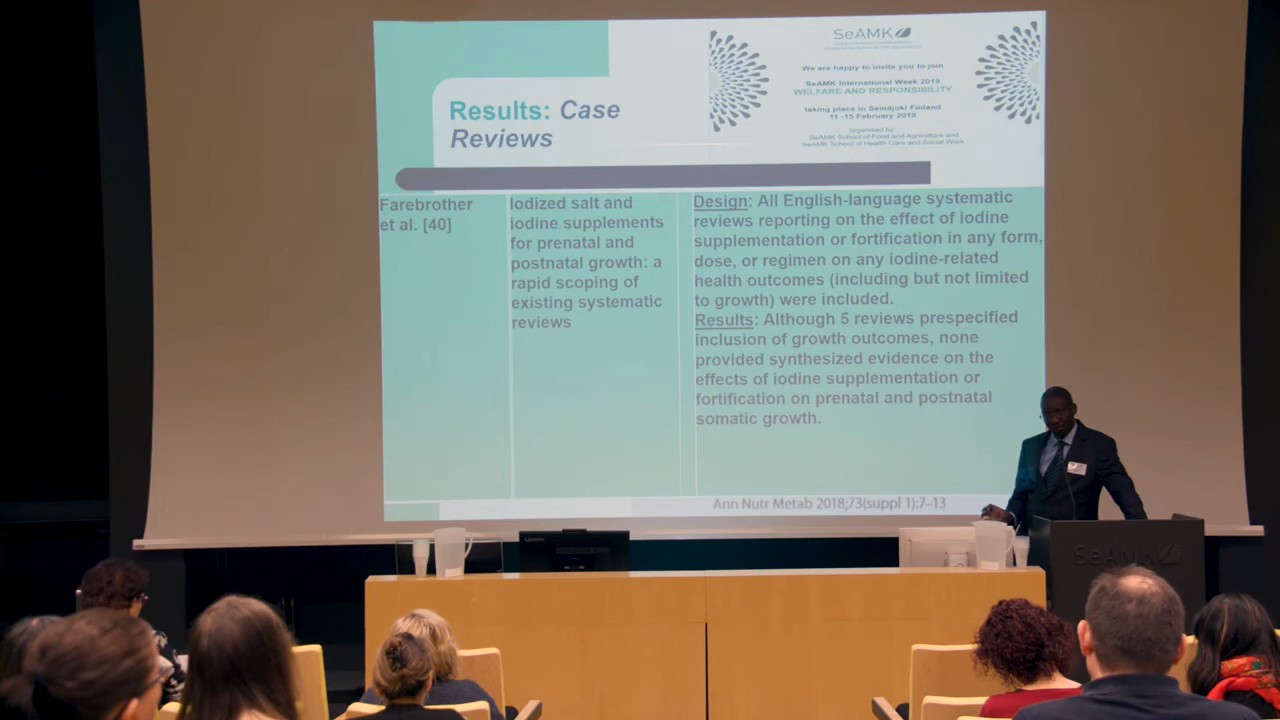 SeAMK
We are happy to invite you to join
SeAMK International Week 2019
WELFARE AND RESPONSIBILITY
taking place in Seinäjoki Finland
11 -15 February 2019
organised by
SeAMK School of Food and Agriculture and
SeAMK School of Health Care and Social Work
Results: Case
Reviews
Farebrother
et al. [40]
Iodized salt and
iodine supplements
for prenatal and
postnatal growth: a
rapid scoping of
existing systematic
reviews
Design: All English-language systematic
reviews reporting on the effect of iodine
supplementation or fortification in any form,
dose, or regimen on any iodine-related
health outcomes (including but not limited
to growth) were included.
Results: Although 5 reviews prespecified
inclusion of growth outcomes, none
provided synthesized evidence on the
effects of iodine supplementation or
fortification on prenatal and postnatal
somatic growth.
Ann Nutr Metab 2018;73(suppl 1):7–13
Lenovo
SeAMK